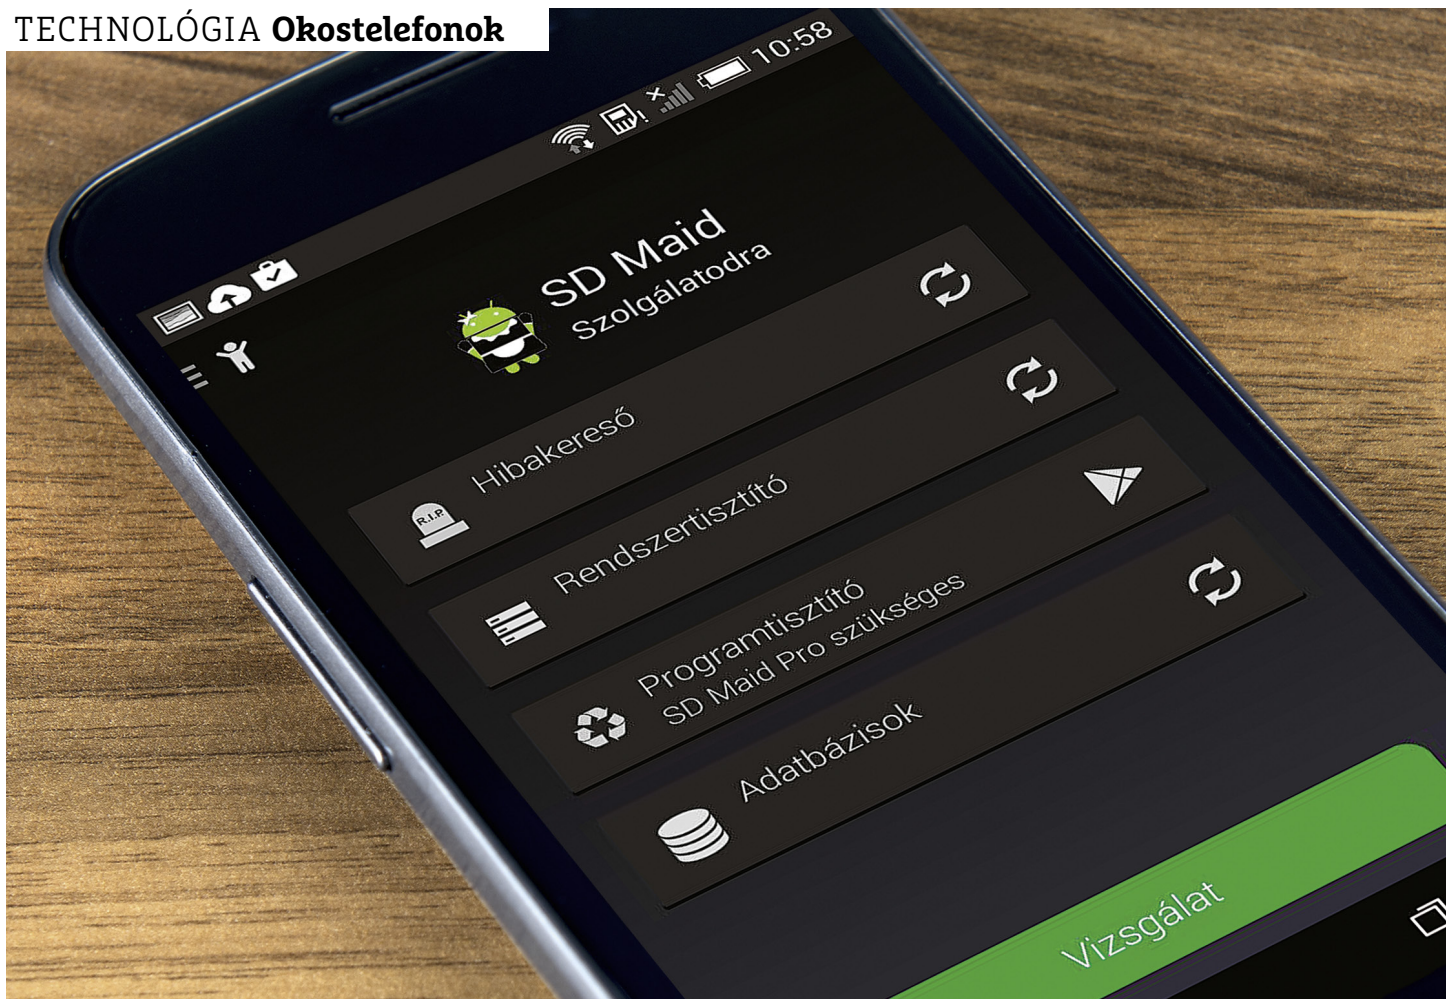 TECHNOLÓGIA Okostelefonok
10:58
SD Maid
Szolgálatodra
R.I.P.
Hibakereső
Rendszertisztító
Programtisztító
SD Maid Pro szükséges
Adatbázisok
Vizsgálat